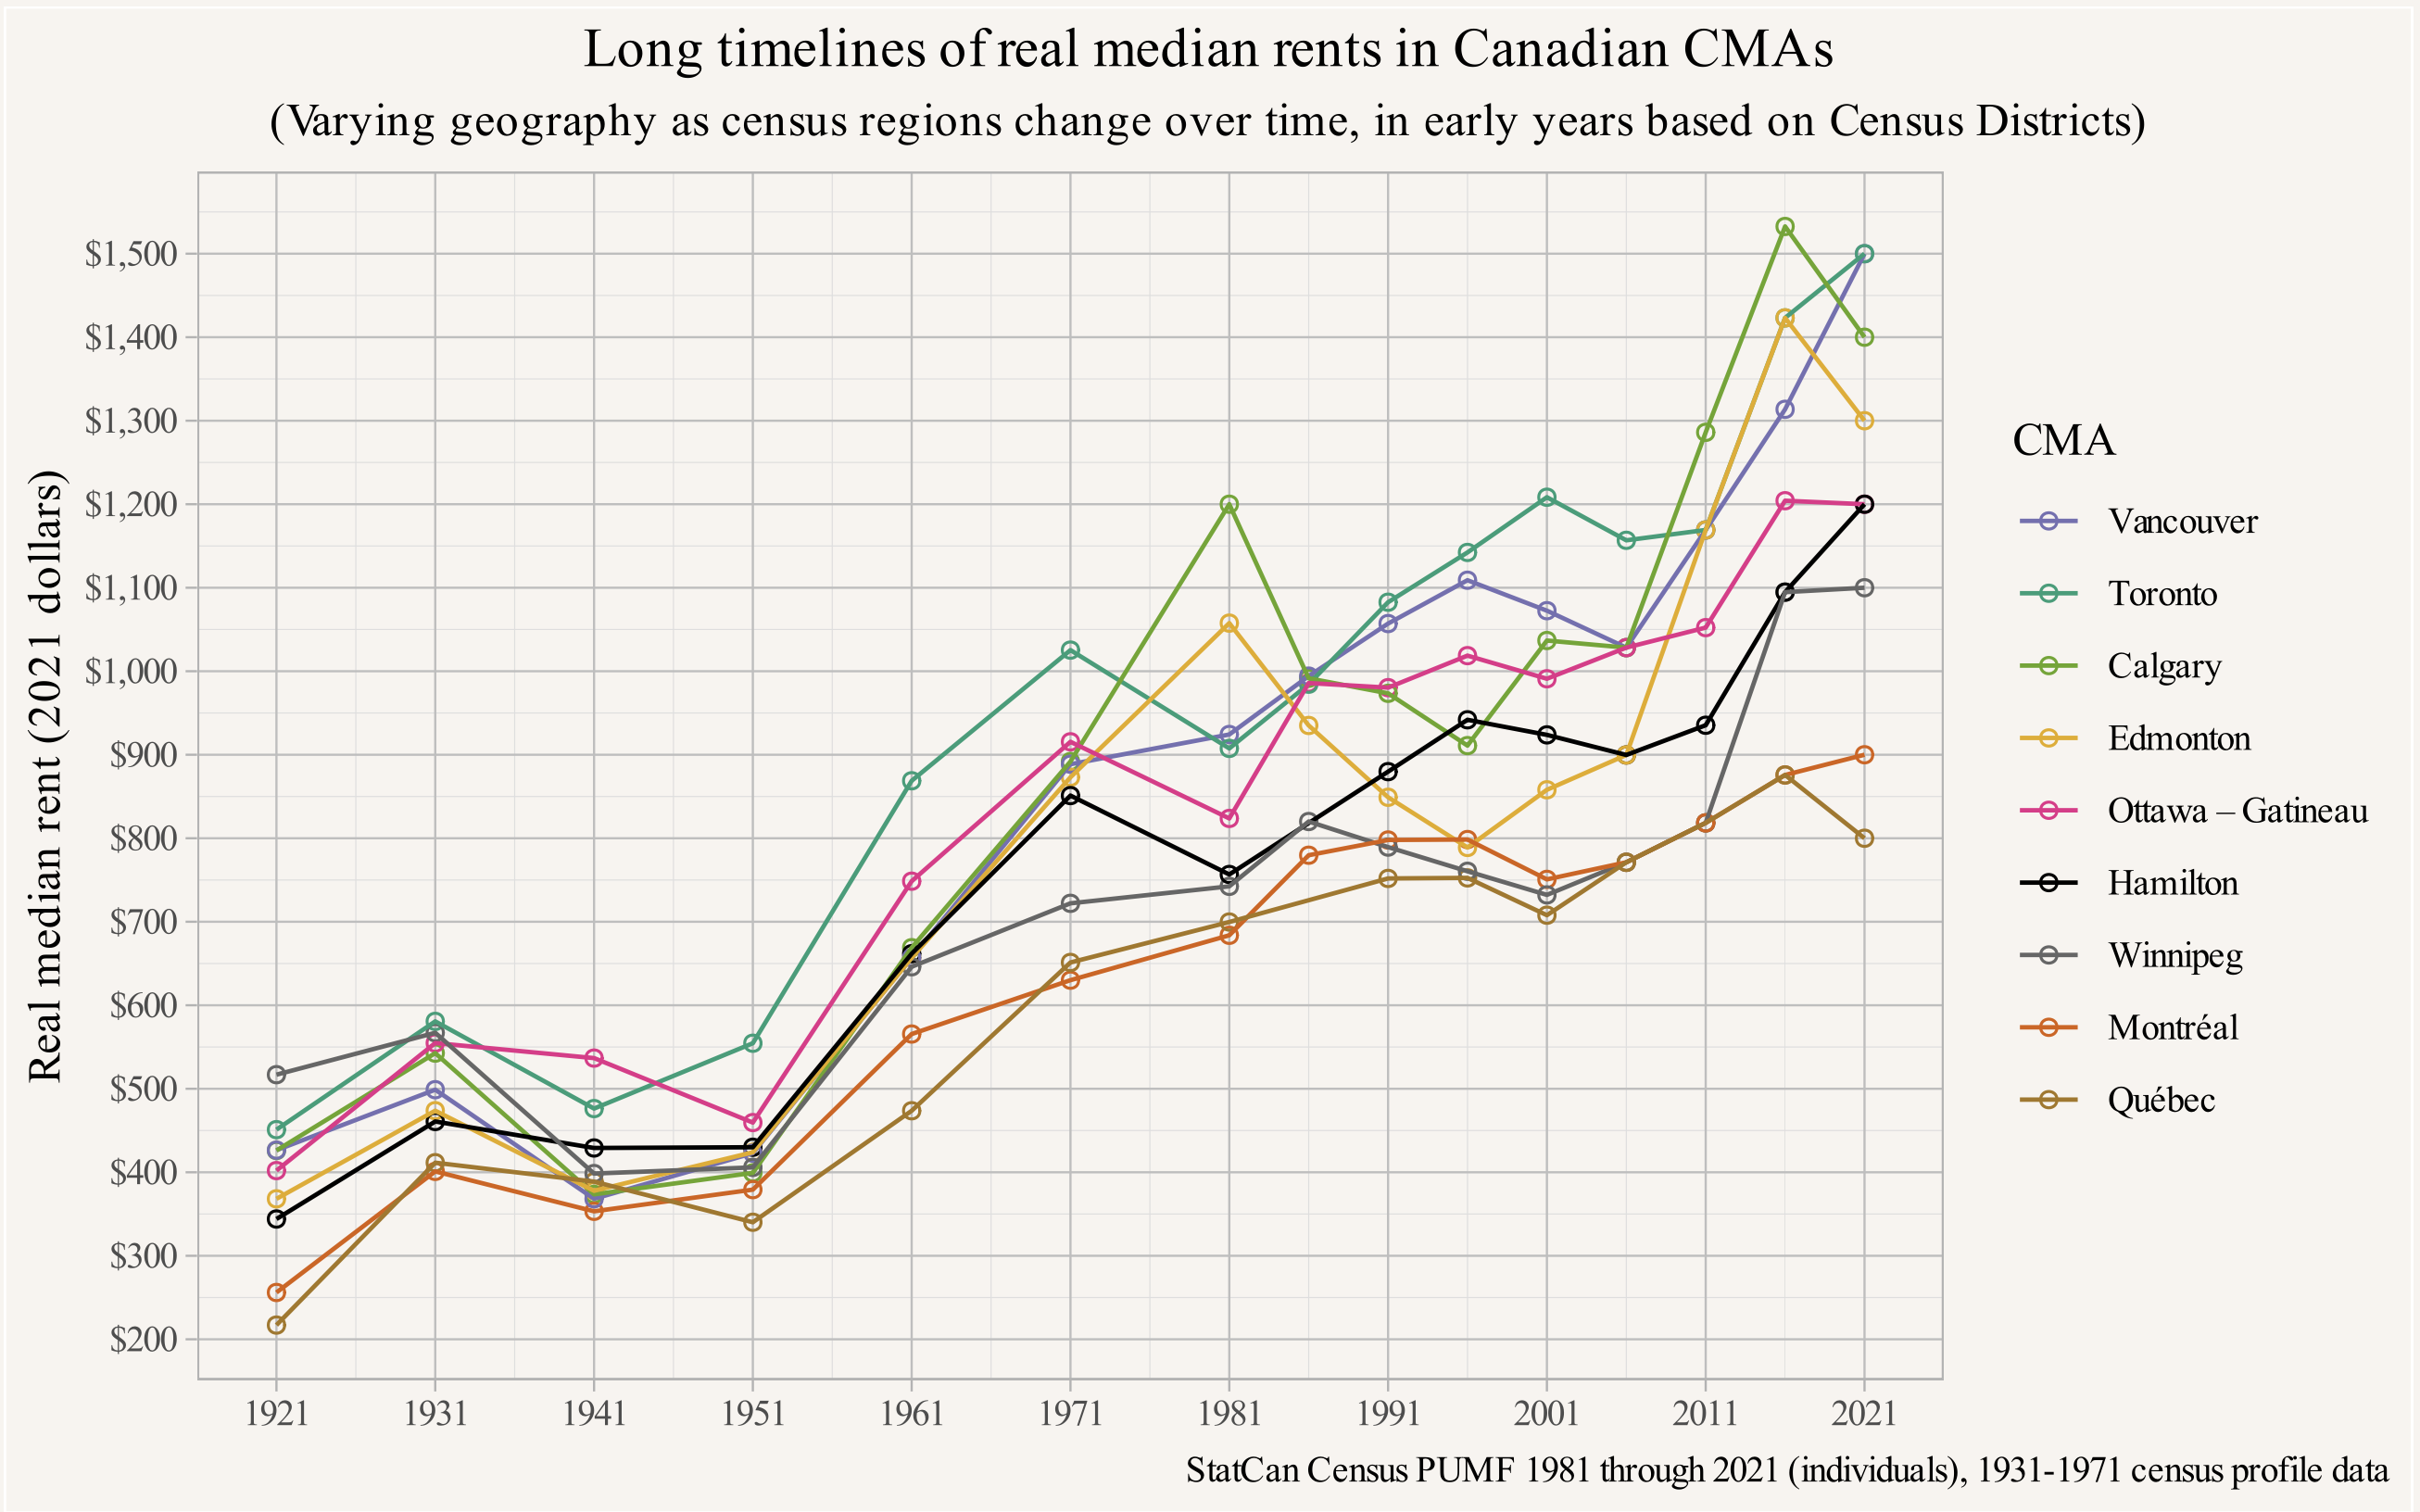 Long timelines of real median rents in Canadian CMAs
(Varying geography as census regions change over time, in early years based on Census Districts)
Real median rent (2021 dollars)
$1,500
$1,400
$1,300
$1,200
$1,100
$1,000
$900
$800
$700
$600
$500
$400
$300
$200
1921 1931 1941 1951 1961 1971 1981 1991 2001 2011 2021
CMA
Vancouver
Toronto
Calgary
Edmonton
Ottawa – Gatineau
Hamilton
Winnipeg
Montréal
Québec
StatCan Census PUMF 1981 through 2021 (individuals), 1931-1971 census profile data